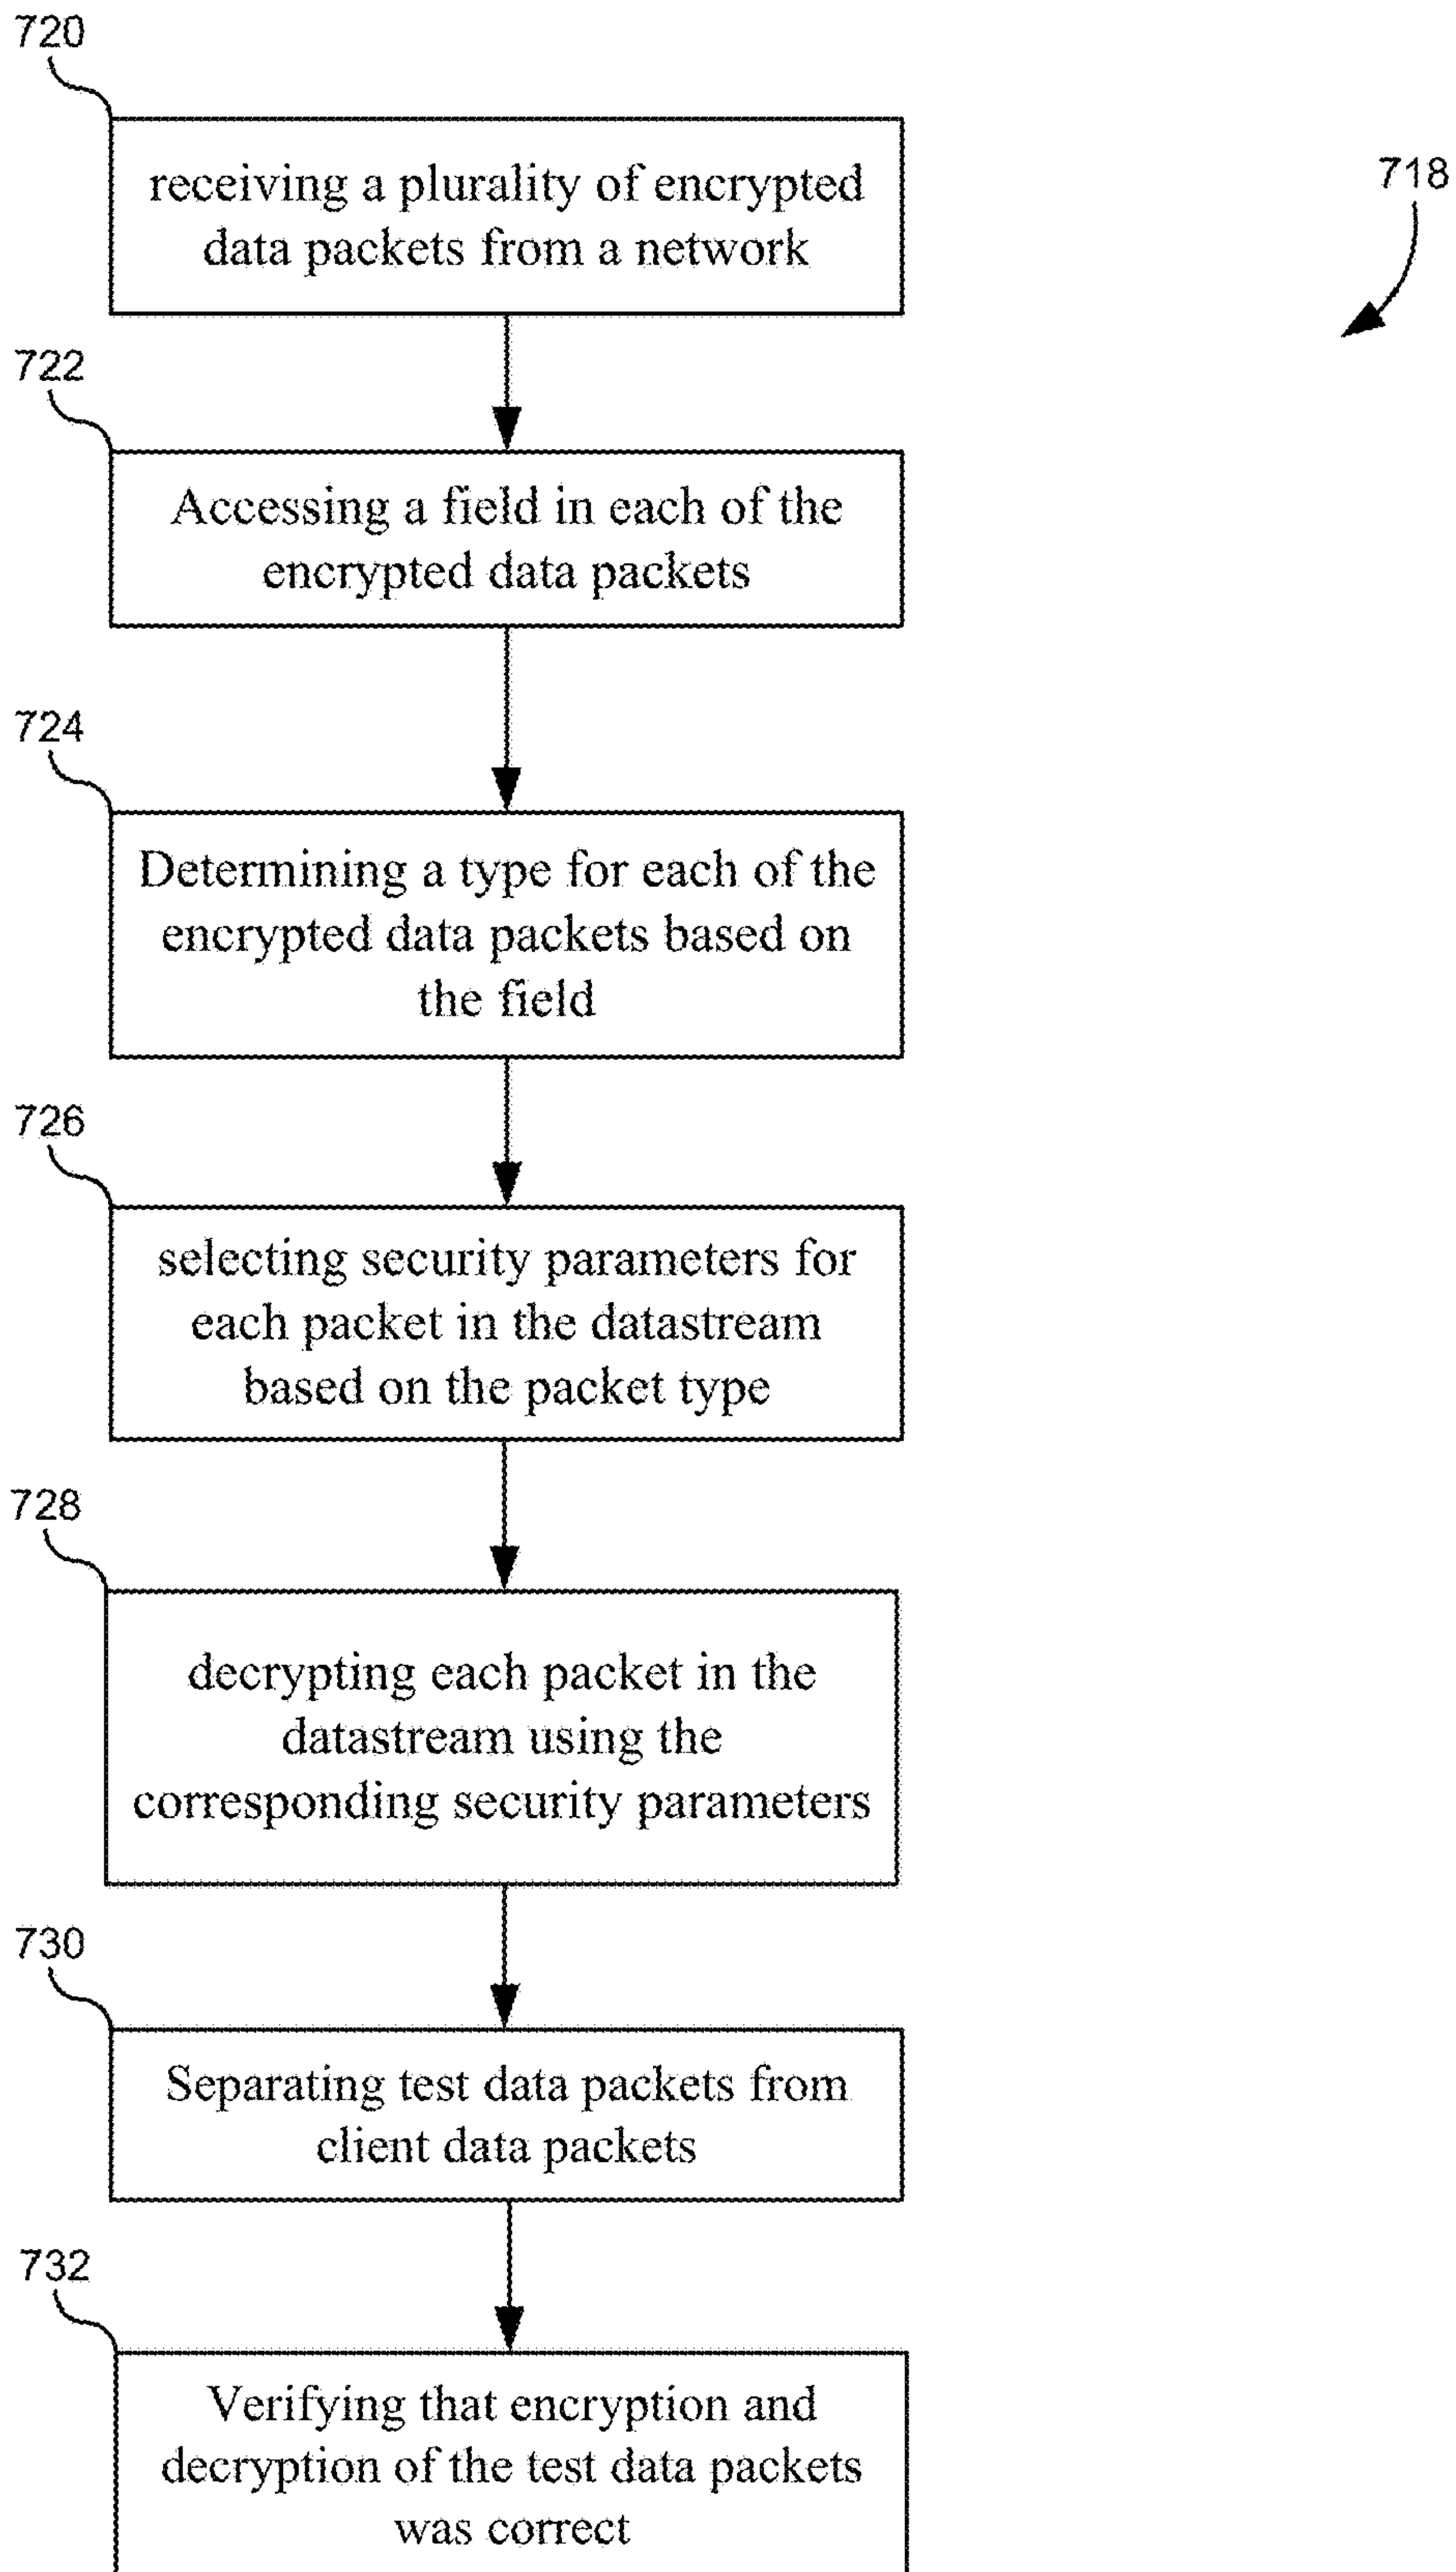 720
receiving a plurality of encrypted
data packets from a network
718
722
Accessing a field in each of the
encrypted data packets
724
Determining a type for each of the
encrypted data packets based on
the field
726
selecting security parameters for
each packet in the datastream
based on the packet type
728
decrypting each packet in the
datastream using the
corresponding security parameters
730
Separating test data packets from
client data packets
732
Verifying that encryption and
decryption of the test data packets
was correct